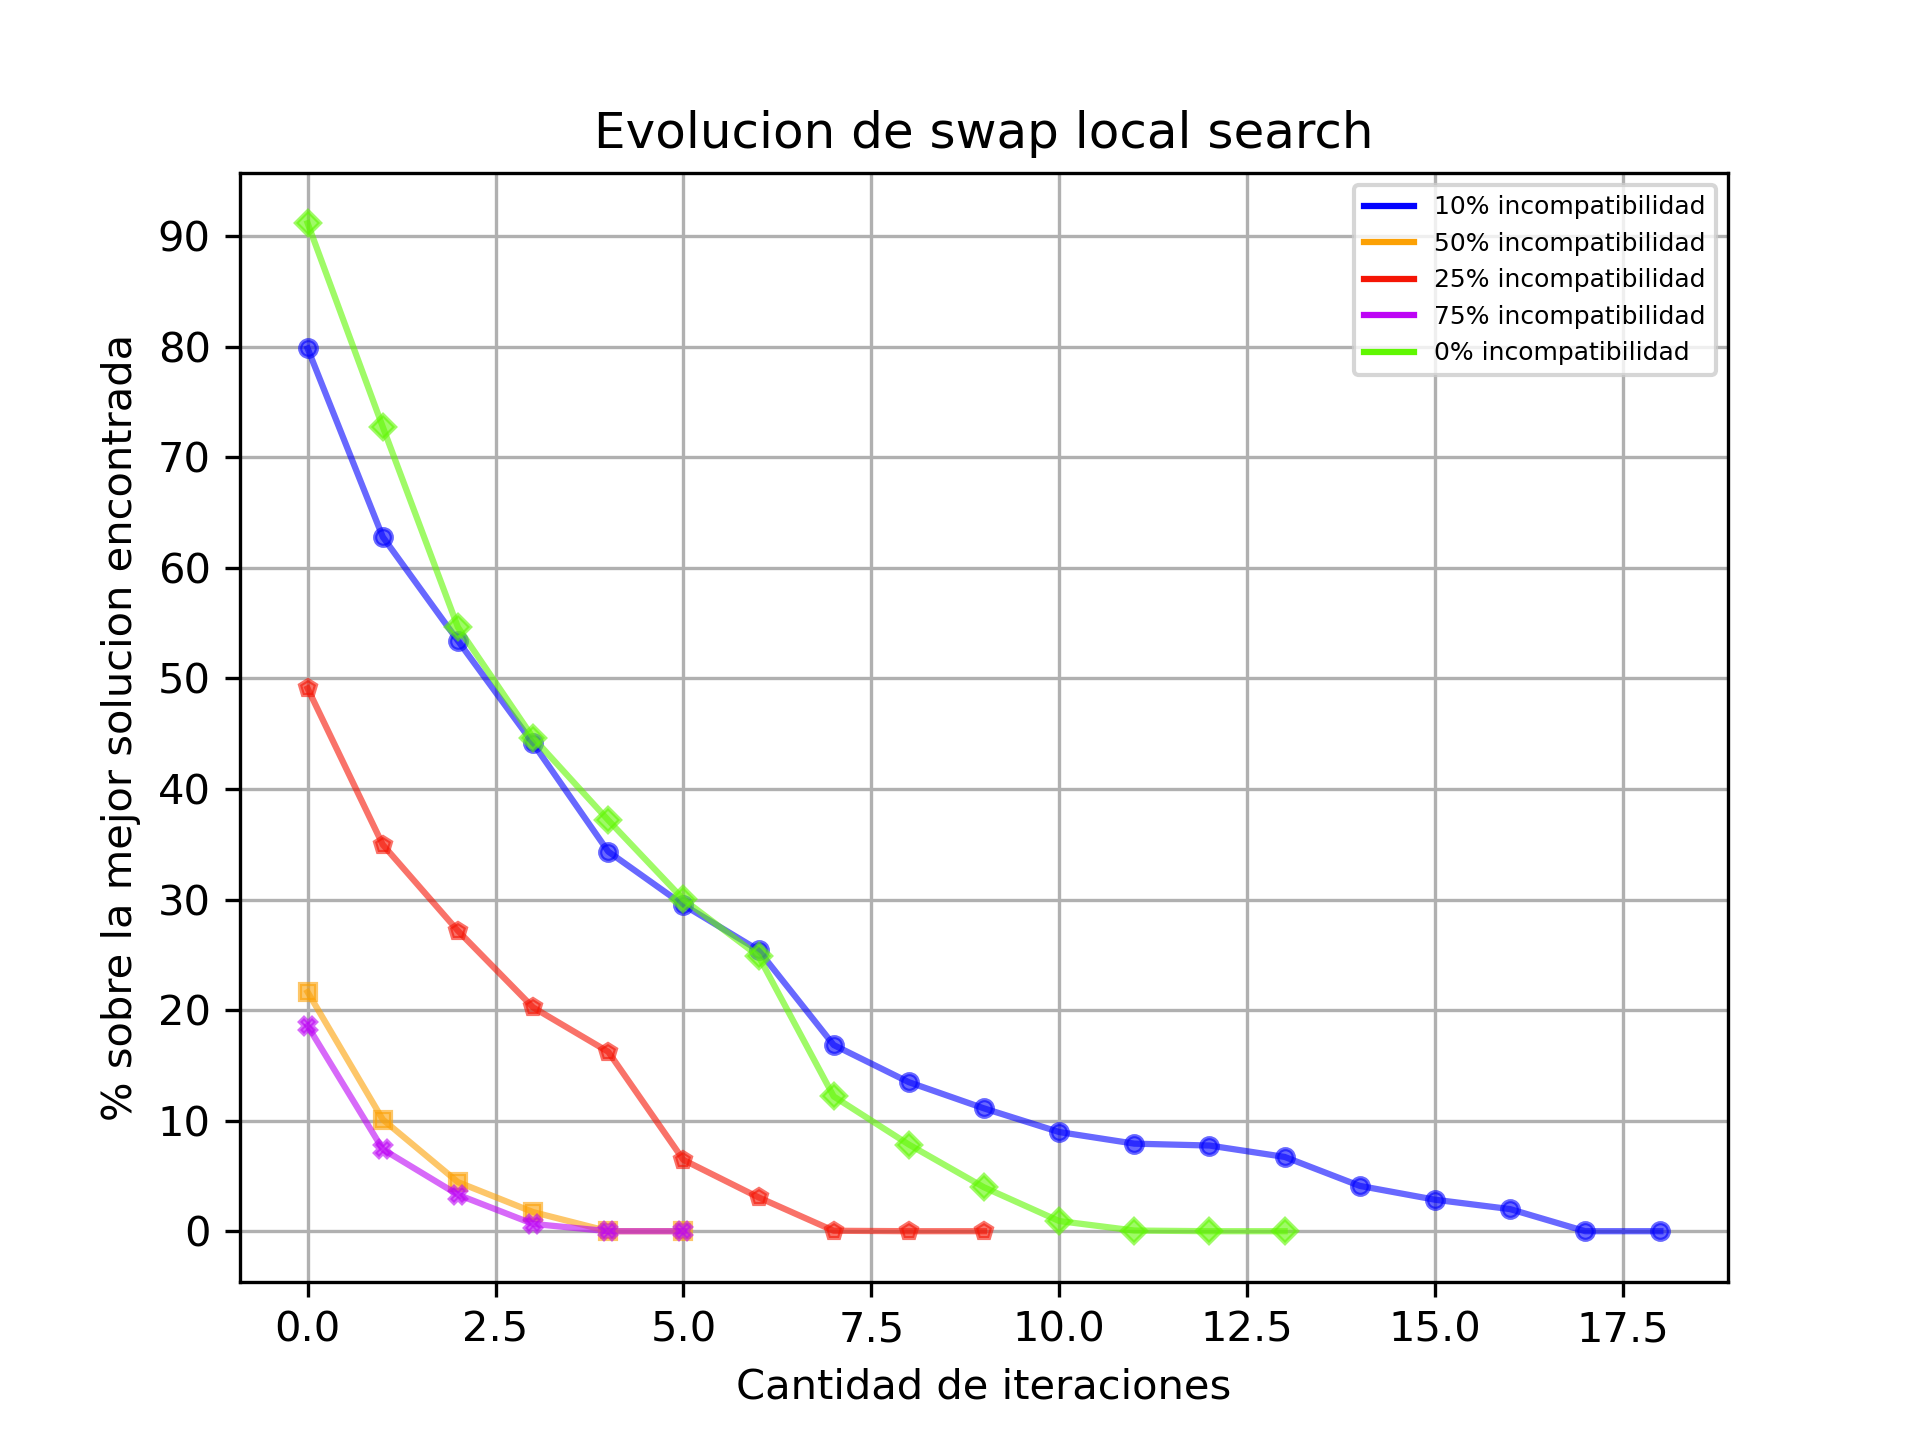 Evolucion de swap local search
10% incompatibilidad
50% incompatibilidad
25% incompatibilidad
75% incompatibilidad
0% incompatibilidad
% sobre la mejor solucion encontrada
90
80
70
60
50
40
30
20
10
0
0.0 2.5 5.0 7.5 10.0 12.5 15.0 17.5
Cantidad de iteraciones